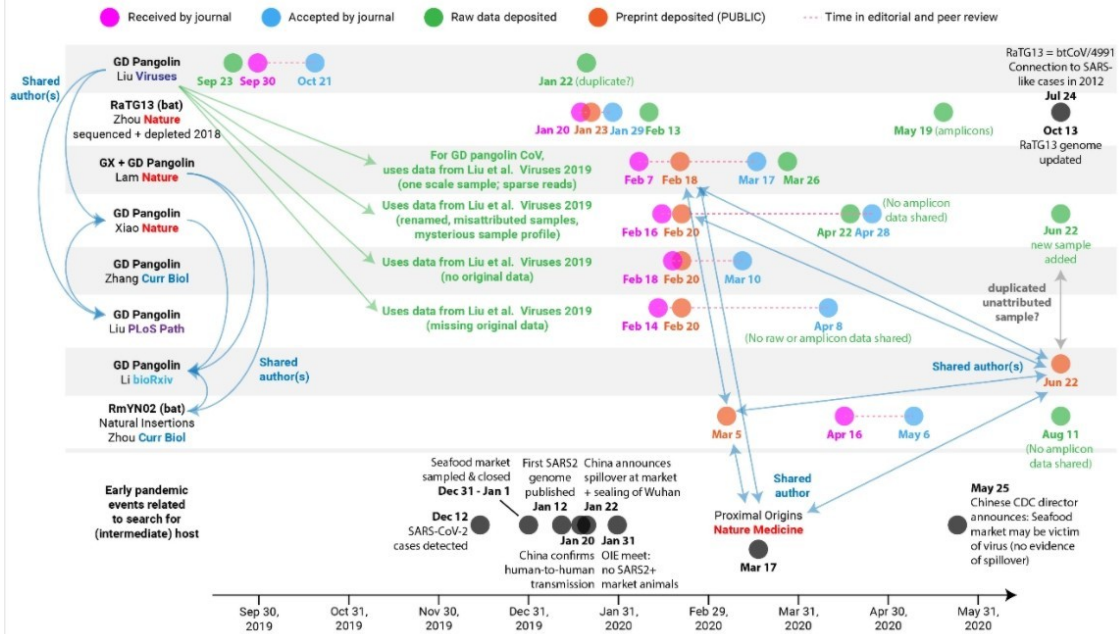 Received by journal
Accepted by journal
Raw data deposited
Preprint deposited (PUBLIC)
Time in editorial and peer review
Shared
author(s)
GD Pangolin
Liu Viruses
Sep 23
Sep 30
Oct 21
Jan 22 (duplicate?)
RaTG13 = btCoV/4991
Connection to SARS-
like cases in 2012
Jul 24
Oct 13
RaTG13 genome
updated
RaTG13 (bat)
Zhou Nature
sequenced + depleted 2018
Jan 20
Jan 23
Jan 29
Feb 13
May 19 (amplicons)
GX + GD Pangolin
Lam Nature
For GD pangolin CoV,
uses data from Liu et al. Viruses 2019
(one scale sample; sparse reads)
Feb 7
Feb 18
Mar 17
Mar 26
Xiao Nature
Uses data from Liu et al. Viruses 2019
(renamed, misattributed samples,
mysterious sample profile)
Feb 16
Feb 20
(No amplicon
data shared)
Apr 22
Apr 28
Jun 22
new sample
added
GD Pangolin
Zhang Curr Biol
Uses data from Liu et al. Viruses 2019
(no original data)
Feb 18
Feb 20
Mar 10
duplicated
unattributed
sample?
GD Pangolin
Liu PLoS Path
Uses data from Liu et al. Viruses 2019
(missing original data)
Feb 14
Feb 20
Apr 8
(No raw or amplicon data shared)
GD Pangolin
Li bioRxiv
Shared
author(s)
Shared author(s)
Jun 22
RmYN02 (bat)
Natural Insertions
Zhou Curr Biol
Mar 5
Apr 16
May 6
Aug 11
(No amplicon
data shared)
Early pandemic
events related
to search for
(intermediate) host
Dec 12
SARS-CoV-2
cases detected
Seafood market
sampled & closed
Dec 31 - Jan 1
First SARS2
genome
published
Jan 12
China announces
spillover at market
+ sealing of Wuhan
Jan 22
Jan 20
China confirms
human-to-human
transmission
Jan 31
OIE meet:
no SARS2+
market animals
Shared
author
Proximal Origins
Nature Medicine
Mar 17
May 25
Chinese CDC director
announces: Seafood
market may be victim
of virus (no evidence
of spillover)
Sep 30,
2019
Oct 31,
2019
Nov 30,
2019
Dec 31,
2019
Jan 31,
2020
Feb 29,
2020
Mar 31,
2020
Apr 30,
2020
May 31,
2020